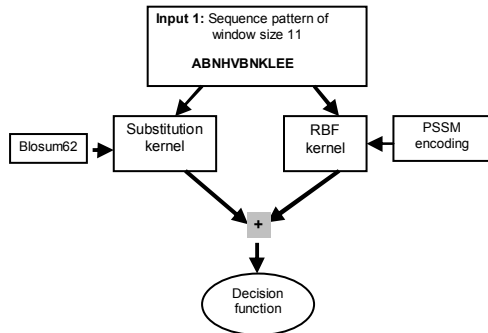 Input 1: Sequence pattern of
window size 11
ABNHVBNKLEE
Blosum62
Substitution
kernel
RBF
kernel
PSSM
encoding
+
Decision
function